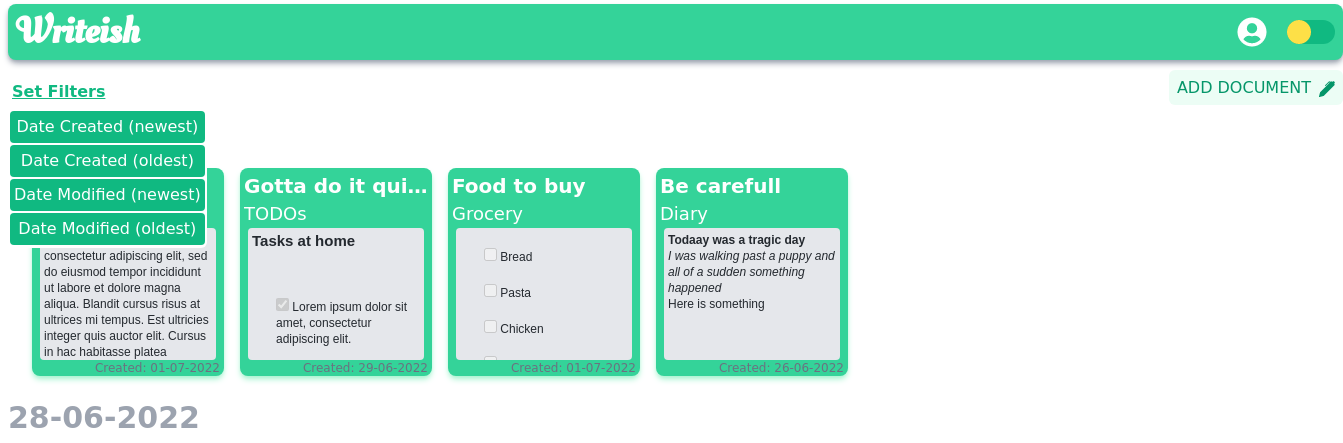 Writeish
Set Filters
ADD DOCUMENT
Date Created (newest)
Date Created (oldest)
Date Modified (newest)
Date Modified (oldest)
consectetur adipiscing elit, sed
do eiusmod tempor incididunt
ut labore et dolore magna
aliqua. Blandit cursus risus at
ultrices mi tempus. Est ultricies
integer quis auctor elit. Cursus
in hac habitasse platea
Created: 01-07-2022
Gotta do it qui...
TODOs
Tasks at home
Lorem ipsum dolor sit
amet, consectetur
adipiscing elit.
Created: 29-06-2022
Food to buy
Grocery
Bread
Pasta
Chicken
Created: 01-07-2022
Be carefull
Diary
Todaay was a tragic day
I was walking past a puppy and
all of a sudden something
happened
Here is something
Created: 26-06-2022
28-06-2022